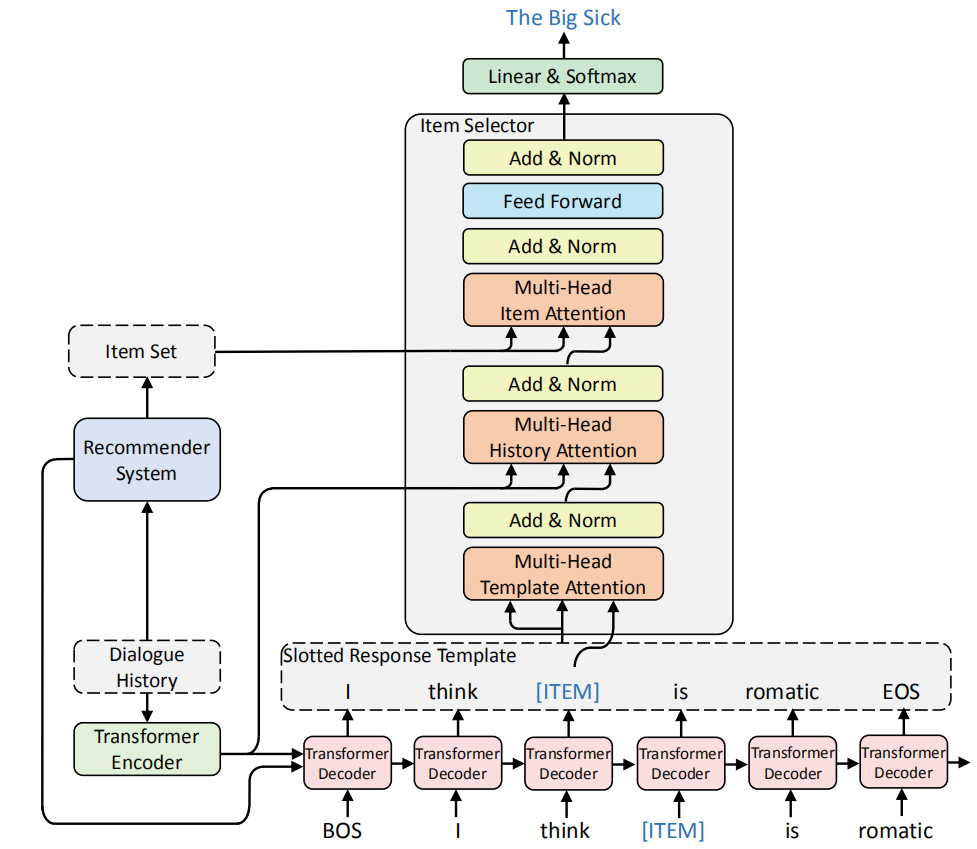 The Big Sick
Linear & Softmax
Item Selector
Add & Norm
Feed Forward
Add & Norm
Multi-Head
Item Attention
Item Set
Add & Norm
Multi-Head
History Attention
Recommender
System
Add & Norm
Multi-Head
Template Attention
Dialogue
History
Slotted Response Template
I think [ITEM] is romatic EOS
Transformer
Encoder
Transformer
Decoder
Transformer
Decoder
Transformer
Decoder
Transformer
Decoder
Transformer
Decoder
Transformer
Decoder
BOS I think [ITEM] is romatic